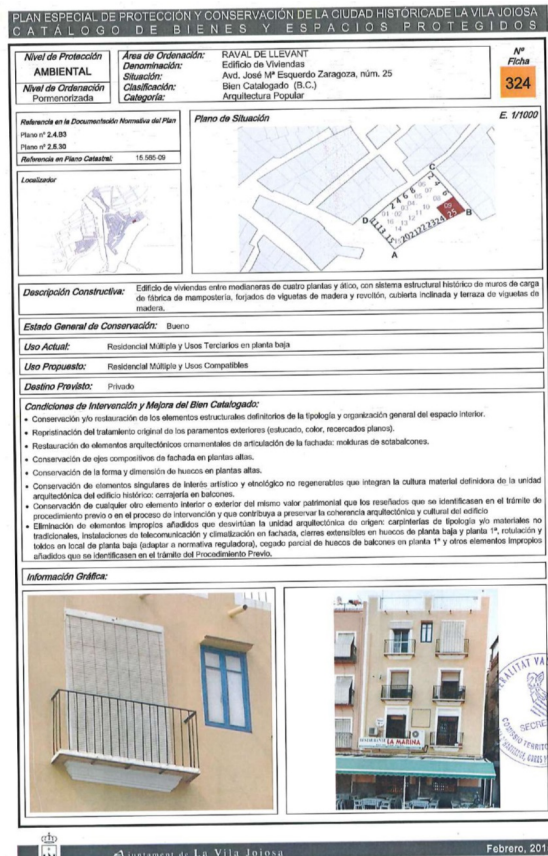 PLAN ESPECIAL DE PROTECCIÓN Y CONSERVACIÓN DE LA CIUDAD HISTÓRICADE LA VILA JOIOSA
CATÁLOGO DE BIENES Y ESPACIOS PROTEGIDOS
Nivel de Protección
AMBIENTAL
Nivel de Ordenación
Pormenorizada
Área de Ordenación: RAVAL DE LLEVANT
Denominación: Edificio de Viviendas
Situación: Avd. José Mª Esquerdo Zaragoza, núm. 25
Clasificación: Bien Catalogado (B.C.)
Categoría: Arquitectura Popular
Nº
Ficha
324
Referencia en la Documentación Normativa del Plan
Plano nº 2.4.B3
Plano nº 2.6.30
Referencia en Plano Catastral: 15.565-09
Localizador
Plano de Situación
E. 1/1000
C
D
B
A
Descripción Constructiva: Edificio de viviendas entre medianeras de cuatro plantas y ático, con sistema estructural histórico de muros de carga
de fábrica de mampostería, forjados de viguetas de madera y revoltón, cubierta inclinada y terraza de viguetas de
madera.
Estado General de Conservación: Bueno
Uso Actual: Residencial Múltiple y Usos Terciarios en planta baja
Uso Propuesto: Residencial Múltiple y Usos Compatibles
Destino Previsto: Privado
Condiciones de Intervención y Mejora del Bien Catalogado:
• Conservación y/o restauración de los elementos estructurales definitorios de la tipología y organización general del espacio interior.
• Repristinación del tratamiento original de los paramentos exteriores (estucado, color, recercados planos).
• Restauración de elementos arquitectónicos ornamentales de articulación de la fachada: molduras de sotabalcones.
• Conservación de ejes compositivos de fachada en plantas altas.
• Conservación de la forma y dimensión de huecos en plantas altas.
• Conservación de elementos singulares de interés artístico y etnológico no regenerables que integran la cultura material definidora de la unidad
arquitectónica del edificio histórico: cerrajería en balcones.
• Conservación de cualquier otro elemento interior o exterior del mismo valor patrimonial que los reseñados que se identificasen en el trámite de
procedimiento previo o en el proceso de intervención y que contribuya a preservar la coherencia arquitectónica y cultural del edificio
• Eliminación de elementos impropios añadidos que desvirtúan la unidad arquitectónica de origen: carpinterías de tipología y/o materiales no
tradicionales, instalaciones de telecomunicación y climatización en fachada, cierres extensibles en huecos de planta baja y planta 1ª, rotulación y
toldos en local de planta baja (adaptar a normativa reguladora), cegado parcial de huecos de balcones en planta 1ª y otros elementos impropios
añadidos que se identificasen en el trámite del Procedimiento Previo.
Información Gráfica:
LA MARINA
SECRE
Ajuntament de La Vila Joiosa
Febrero, 201